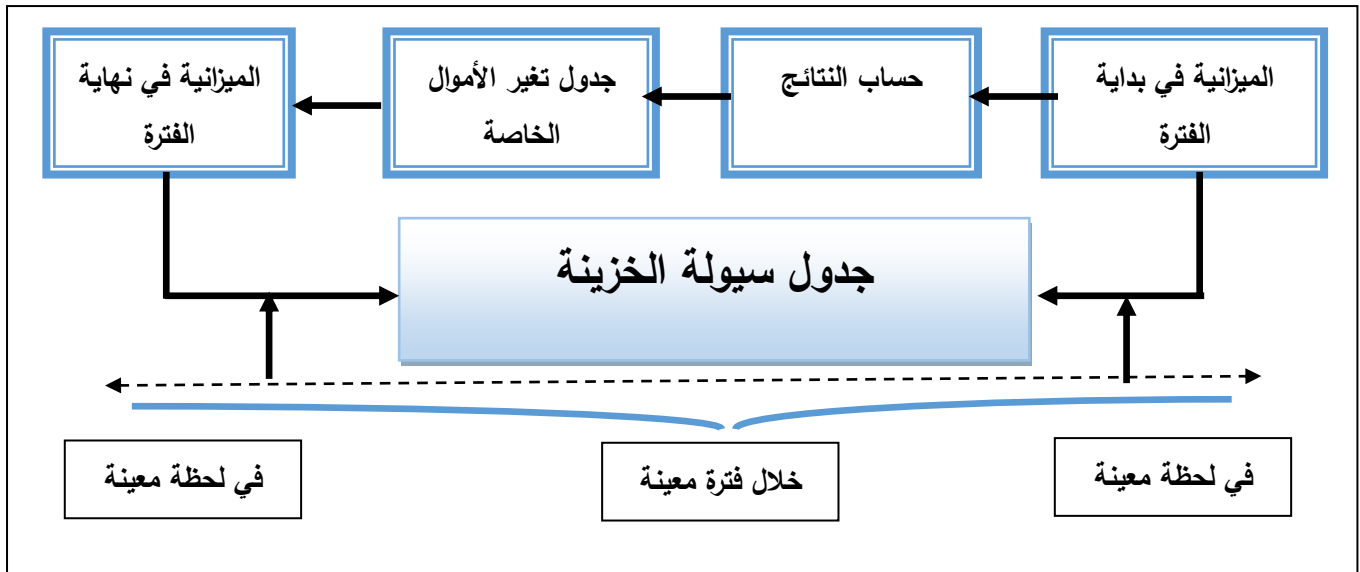 الميزانية في بداية
الفترة
حساب النتائج
جدول تغير الأموال
الخاصة
الميزانية في نهاية
الفترة
جدول سيولة الخزينة
في لحظة معينة
خلال فترة معينة
في لحظة معينة